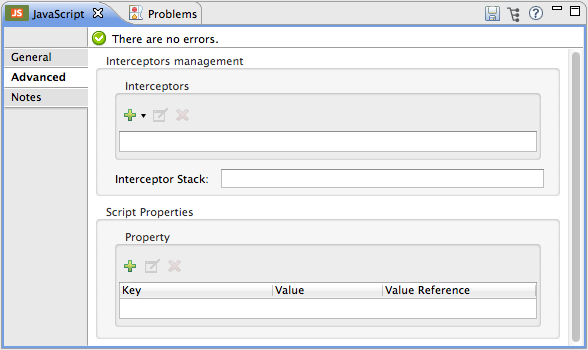 JS JavaScript Problems
There are no errors.
General
Advanced
Notes
Interceptors management
Interceptors
Interceptor Stack:
Script Properties
Property
Key Value Value Reference